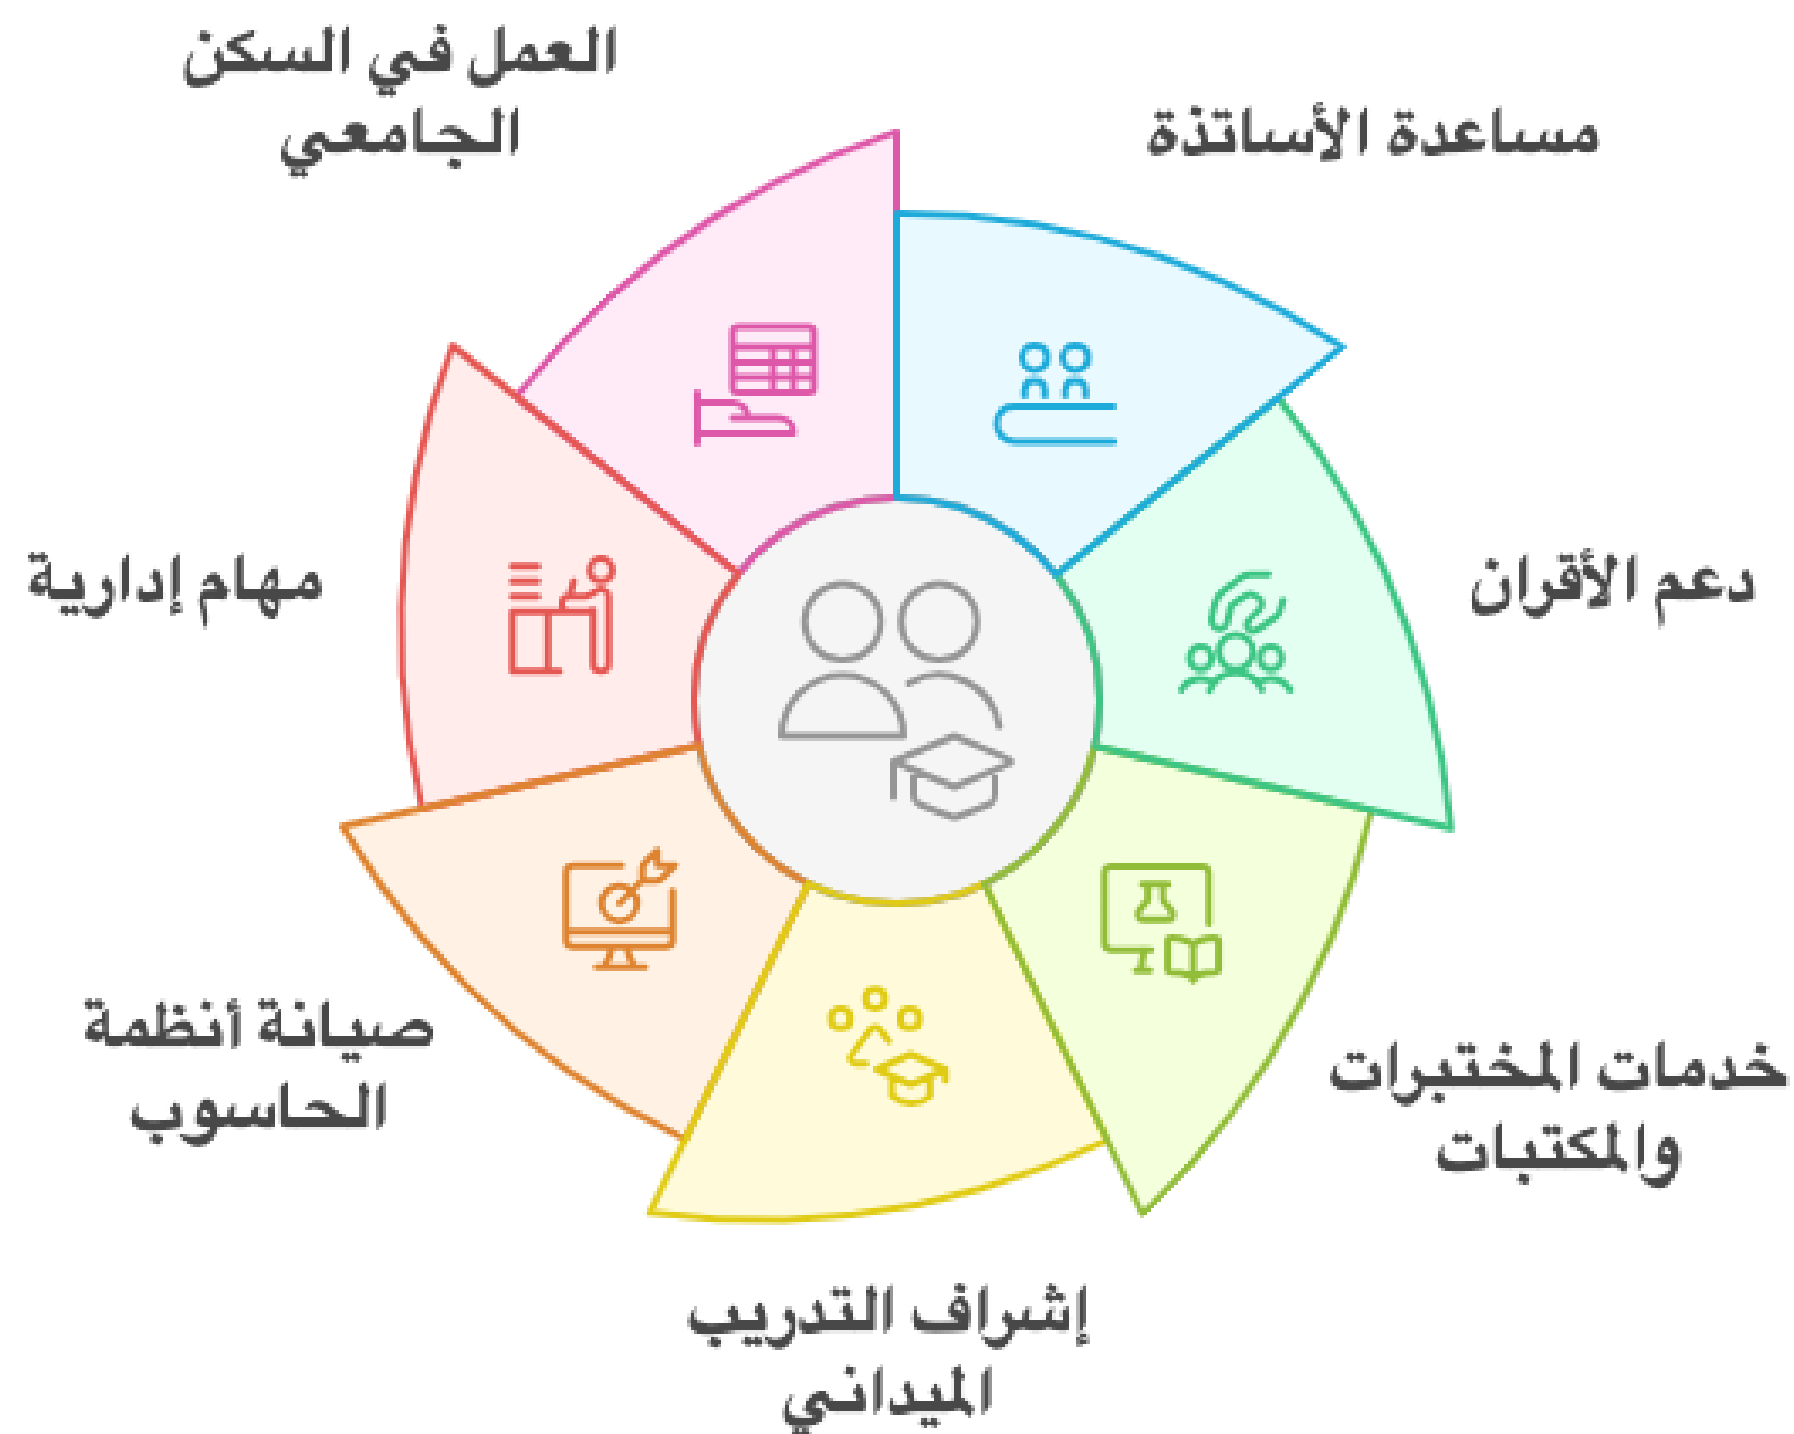 العمل في السكن
الجامعي
مساعدة الأساتذة
دعم الأقران
مهام إدارية
صيانة أنظمة
الحاسوب
خدمات المختبرات
والمكتبات
إشراف التدريب
الميداني